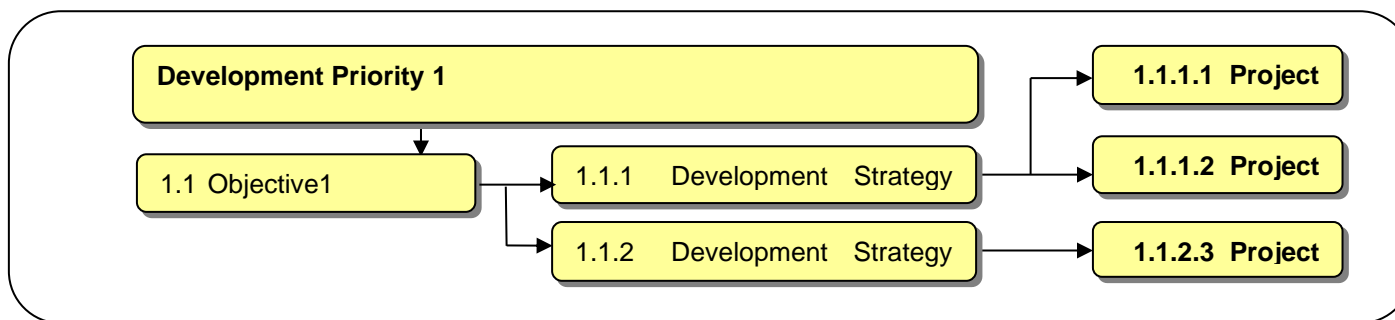 Development Priority 1
1.1 Objective1
1.1.1 Development Strategy
1.1.2 Development Strategy
1.1.1.1 Project
1.1.1.2 Project
1.1.2.3 Project